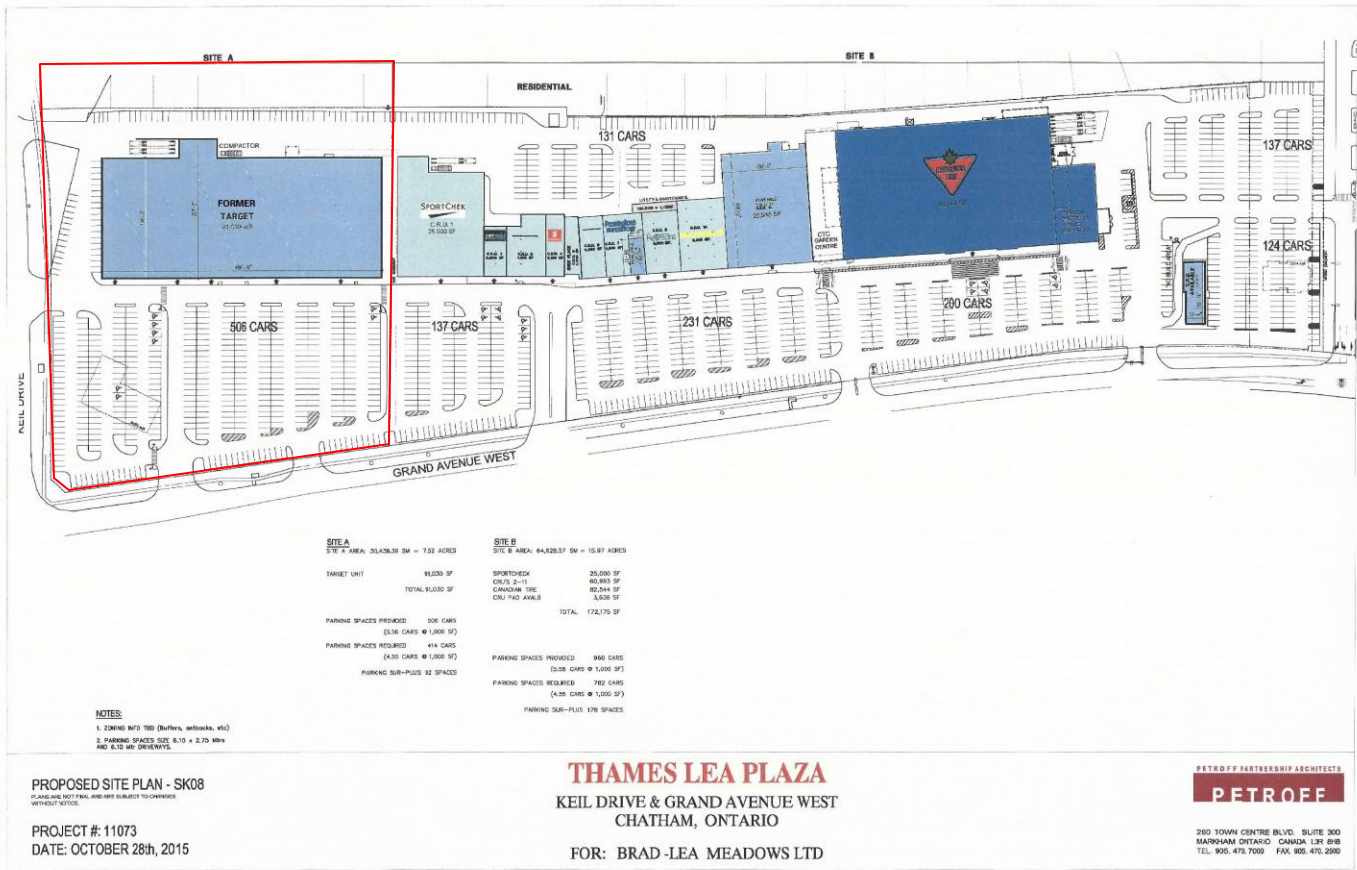 SITE A
SITE B
RESIDENTIAL
COMPACTOR
131 CARS
137 CARS
FORMER
TARGET
91,030 SF
SPORTCHEK
C.R.U. 1
25,000 SF
CTC
GARDEN
CENTRE
124 CARS
506 CARS
137 CARS
231 CARS
200 CARS
KEIL DRIVE
GRAND AVENUE WEST
SITE A
SITE A AREA: 30,438.39 SM = 7.52 ACRES
TARGET UNIT 91,030 SF
TOTAL 91,030 SF
PARKING SPACES PROVIDED 506 CARS
(5.56 CARS @ 1,000 SF)
PARKING SPACES REQUIRED 414 CARS
(4.55 CARS @ 1,000 SF)
PARKING SUR-PLUS 92 SPACES
SITE B
SITE B AREA: 64,626.57 SM = 15.97 ACRES
SPORTCHECK 25,000 SF
CRU'S 2-11 60,993 SF
CANADIAN TIRE 82,544 SF
CRU PAD AVAILB 3,638 SF
TOTAL 172,175 SF
PARKING SPACES PROVIDED 960 CARS
(5.58 CARS @ 1,000 SF)
PARKING SPACES REQUIRED 782 CARS
(4.55 CARS @ 1,000 SF)
PARKING SUR-PLUS 178 SPACES
NOTES:
1. ZONING INFO TBD (Buffers, setbacks, etc)
2. PARKING SPACES SIZE 6.10 x 2.75 Mtrs
AND 6.10 Mtr DRIVEWAYS.
PROPOSED SITE PLAN - SK08
PLANS ARE NOT FINAL AND ARE SUBJECT TO CHANGES
WITHOUT NOTICE.
PROJECT #: 11073
DATE: OCTOBER 28th, 2015
THAMES LEA PLAZA
KEIL DRIVE & GRAND AVENUE WEST
CHATHAM, ONTARIO
FOR: BRAD -LEA MEADOWS LTD
PETROFF PARTNERSHIP ARCHITECTS
PETROFF
260 TOWN CENTRE BLVD. SUITE 300
MARKHAM ONTARIO CANADA L3R 8H8
TEL. 905. 470. 7000 FAX. 905. 470. 2500